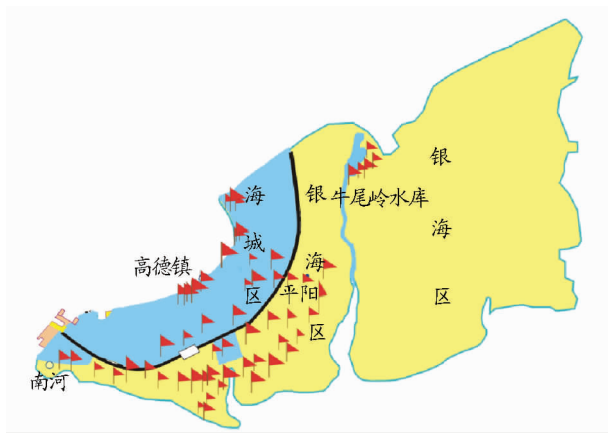 海城区
银海区
银海区
牛尾岭水库
高德镇
平阳
南河